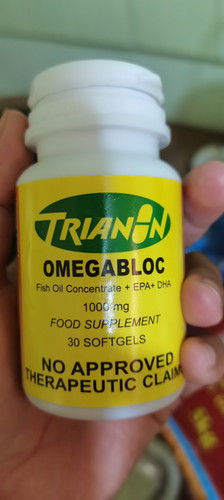 TRIANON
OMEGABLOC
Fish Oil Concentrate + EPA+ DHA
1000mg
FOOD SUPPLEMENT
30 SOFTGELS
NO APPROVED
THERAPEUTIC CLAIM